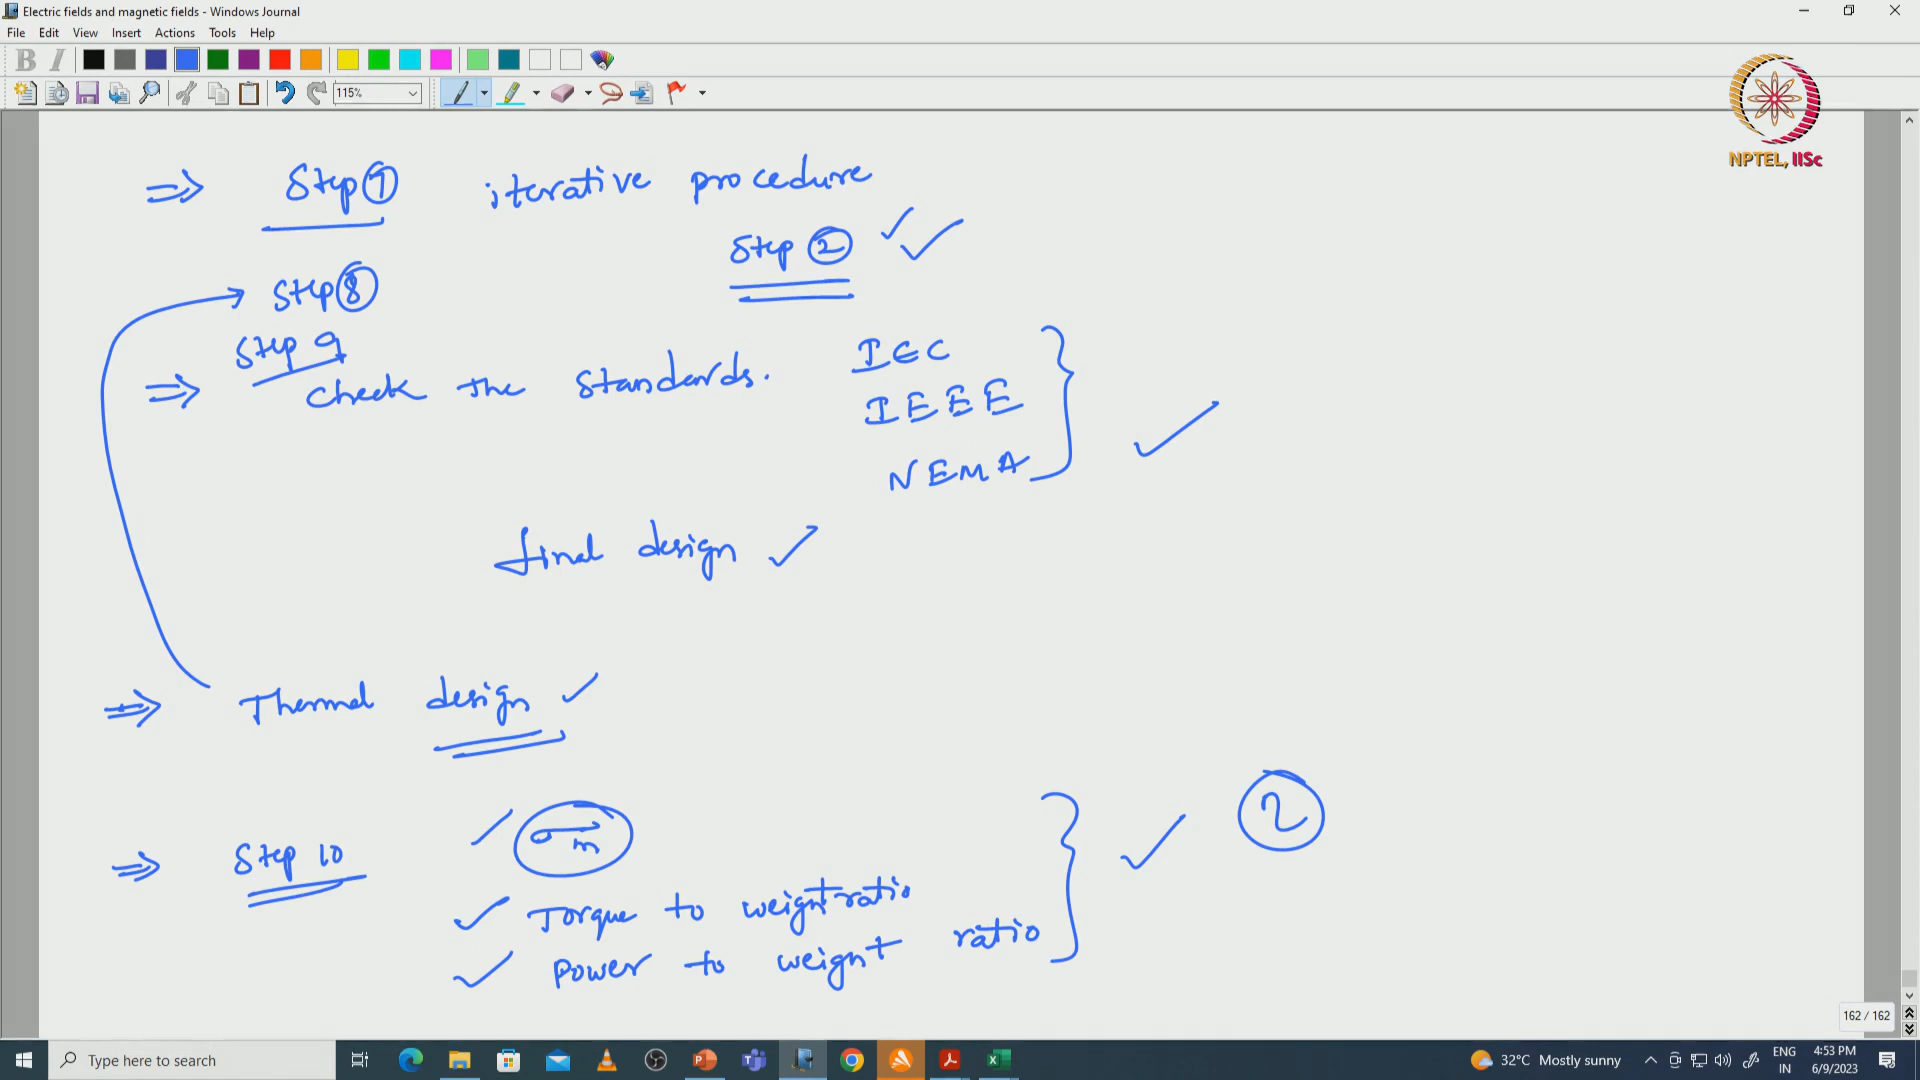 Electric fields and magnetic fields - Windows Journal
File Edit View Insert Actions Tools Help
B I
115%
NPTEL, IISc
⇒ Step 7 iterative procedure
Step 2 ✓✓
Step 8
Step 9
⇒ Check the standards.
IEC
IEEE
NEMA
final design ✓
⇒ Thermal design ✓
⇒ Step 10
✓ σm
✓ Torque to weight ratio
✓ Power to weight ratio
✓ η
162 / 162
Type here to search
32°C Mostly sunny
ENG
IN
4:53 PM
6/9/2023